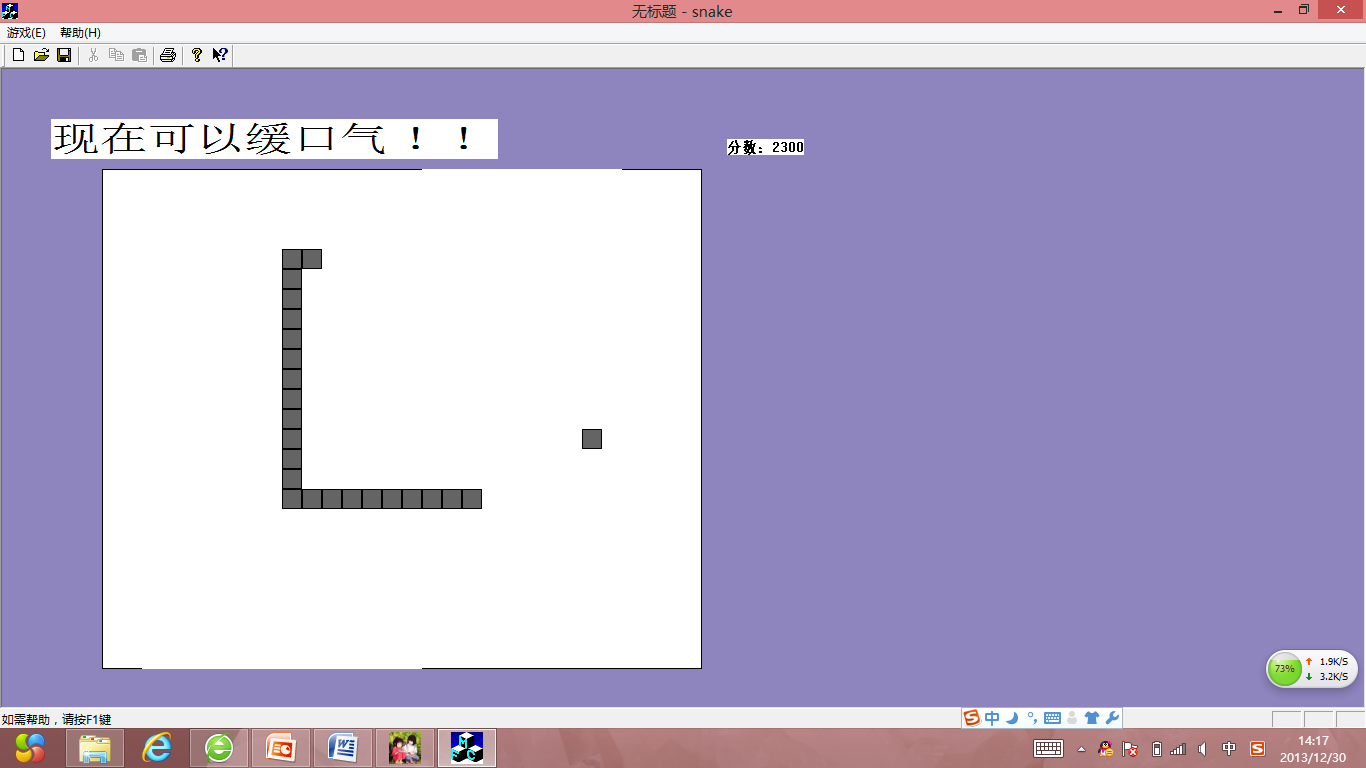 无标题 - snake
游戏(E) 帮助(H)
现在可以缓口气！！
分数：2300
73% 1.9K/S
3.2K/S
如需帮助，请按F1键
中
中
14:17
2013/12/30